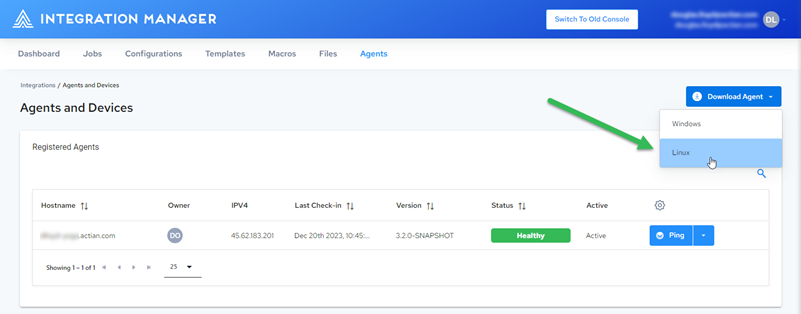 INTEGRATION MANAGER
Switch To Old Console
DL
Dashboard Jobs Configurations Templates Macros Files Agents
Integrations / Agents and Devices
Agents and Devices
Download Agent
Windows
Linux
Registered Agents
Hostname Owner IPV4 Last Check-in Version Status Active
.actian.com DO 45.62.183.201 Dec 20th 2023, 10:45:... 3.2.0-SNAPSHOT Healthy Active Ping
Showing 1 – 1 of 1 25